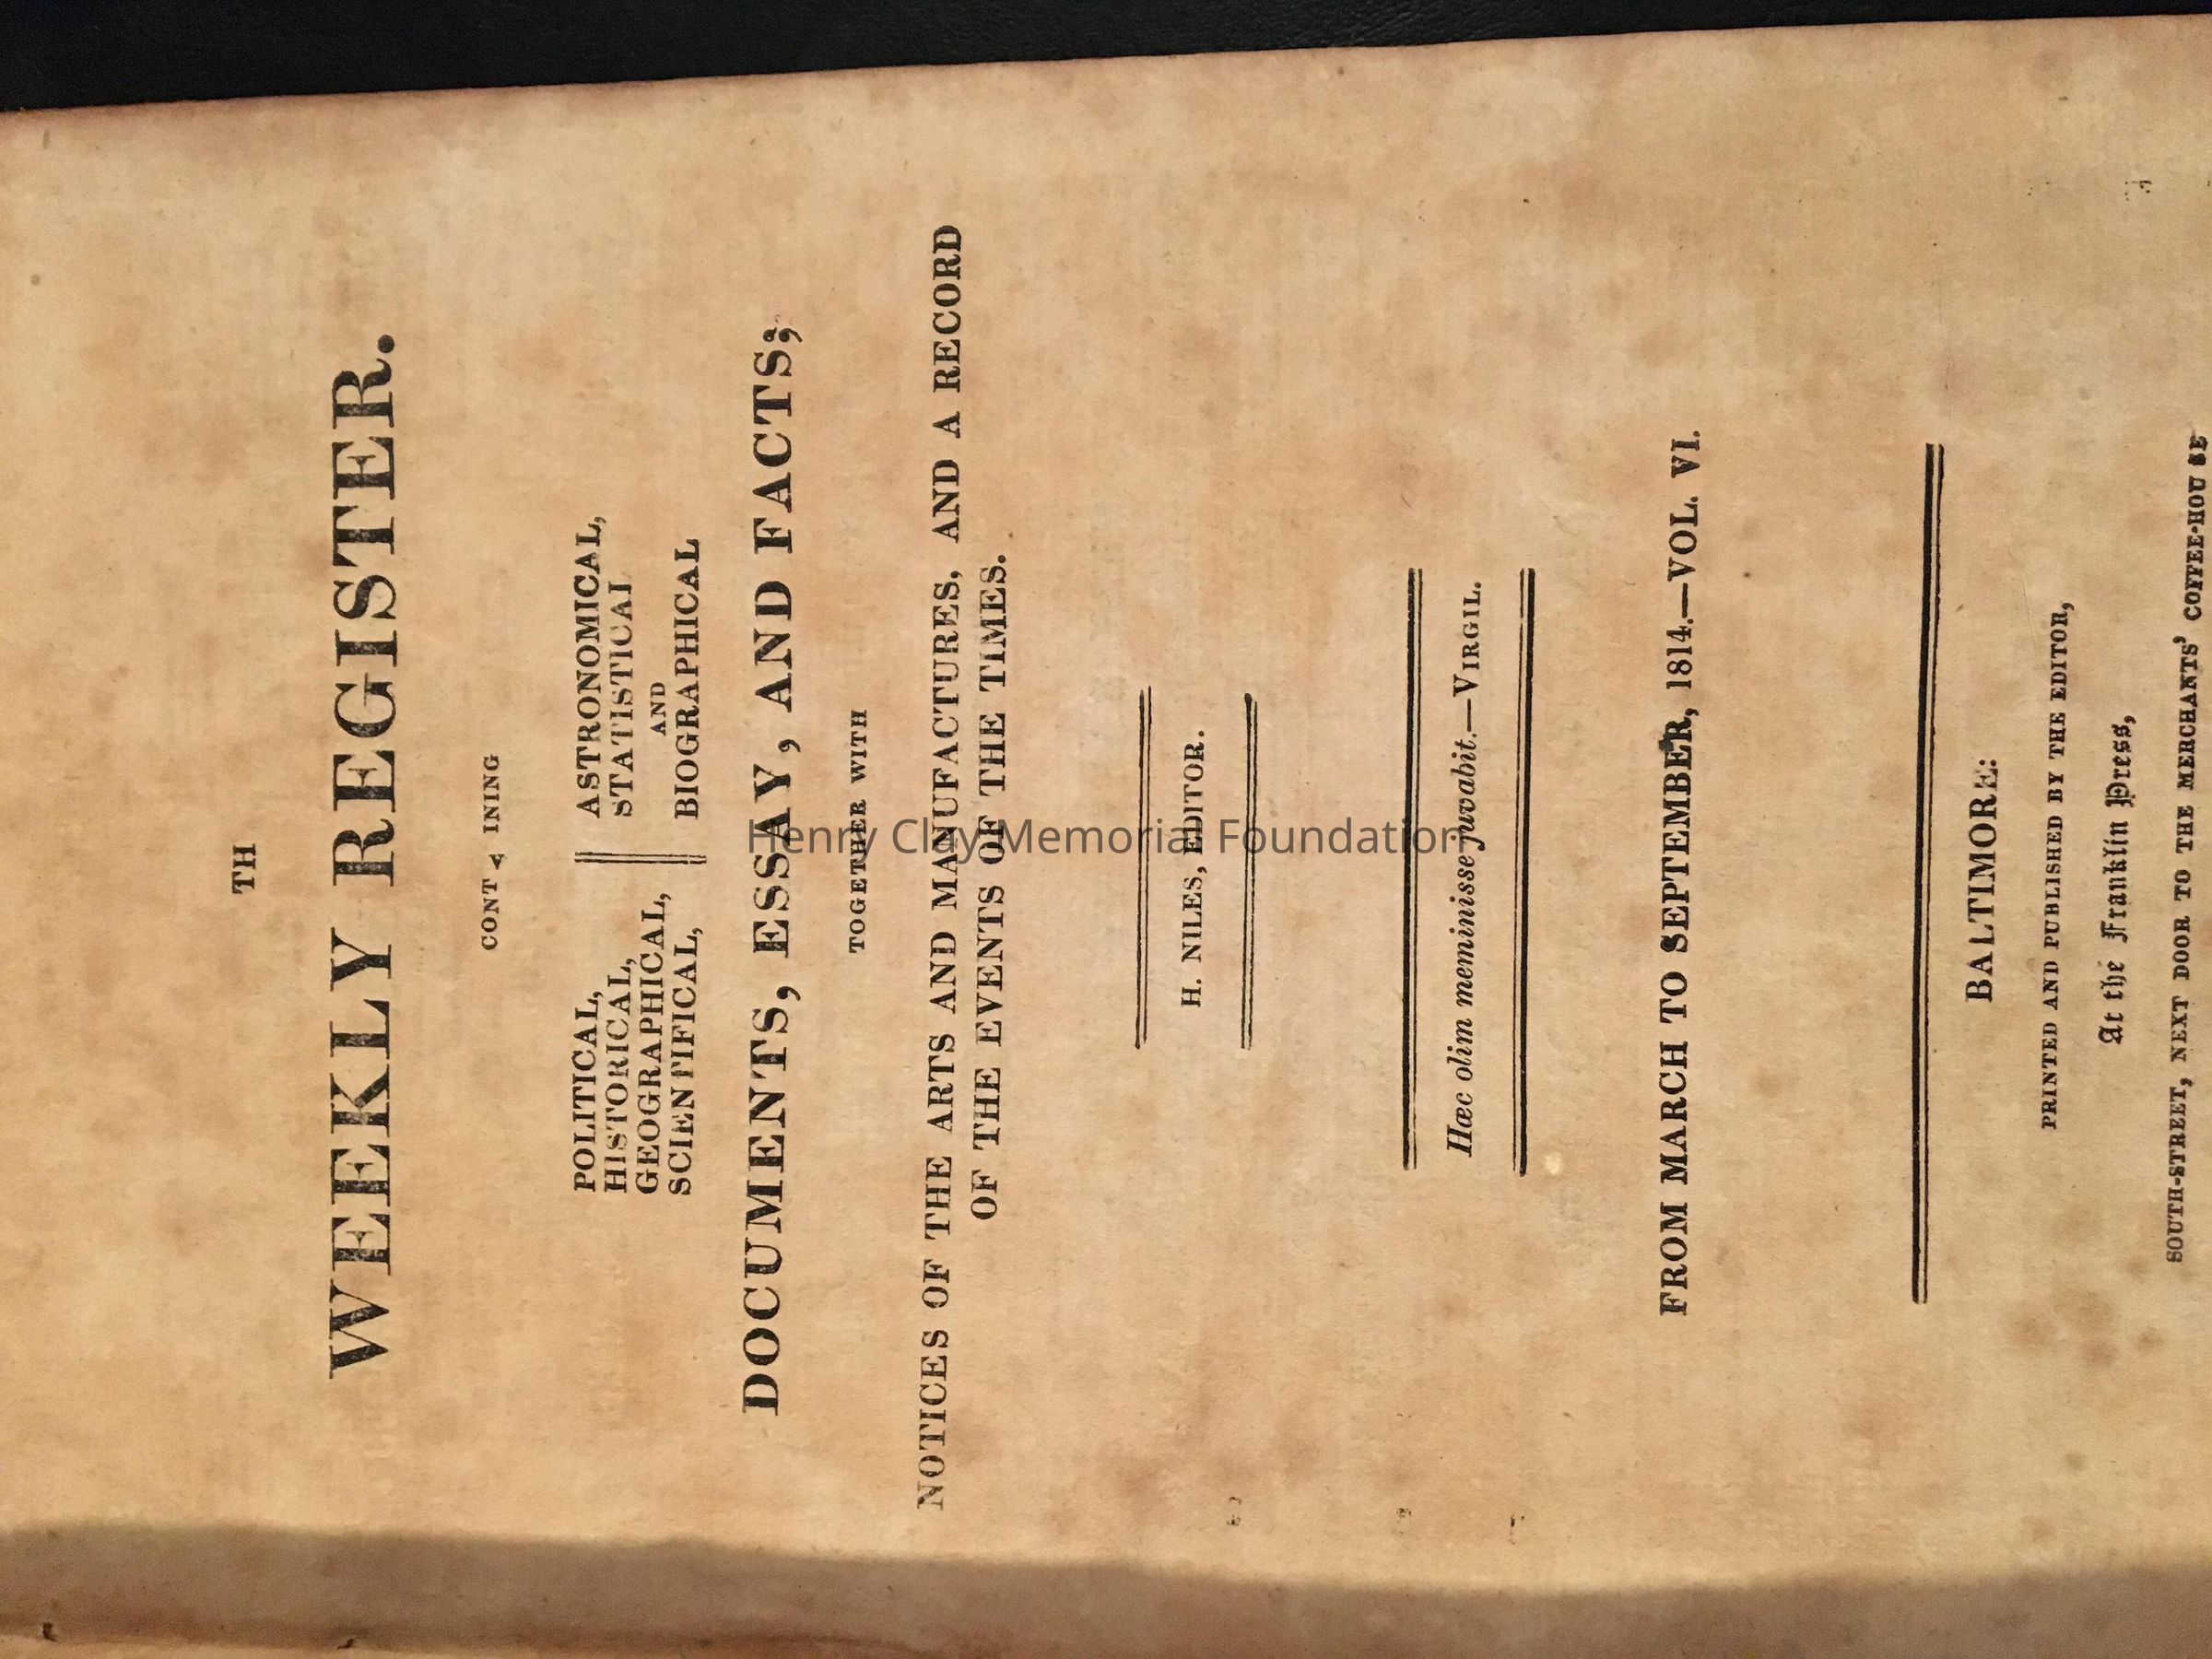 TH
WEEKLY REGISTER.
CONT A INING
POLITICAL,
HISTORICAL,
GEOGRAPHICAL,
SCIENTIFICAL,
ASTRONOMICAL,
STATISTICAL
AND
BIOGRAPHICAL
DOCUMENTS, ESSAY, AND FACTS;
TOGETHER WITH
NOTICES OF THE ARTS AND MANUFACTURES, AND A RECORD
OF THE EVENTS OF THE TIMES.
H. NILES, EDITOR.
Hæc olim meminisse juvabit.—VIRGIL.
FROM MARCH TO SEPTEMBER, 1814.—VOL. VI.
BALTIMORE:
PRINTED AND PUBLISHED BY THE EDITOR,
At the Franklin Press,
SOUTH-STREET, NEXT DOOR TO THE MERCHANTS' COFFEE-HOUSE
Henry Clay Memorial Foundation